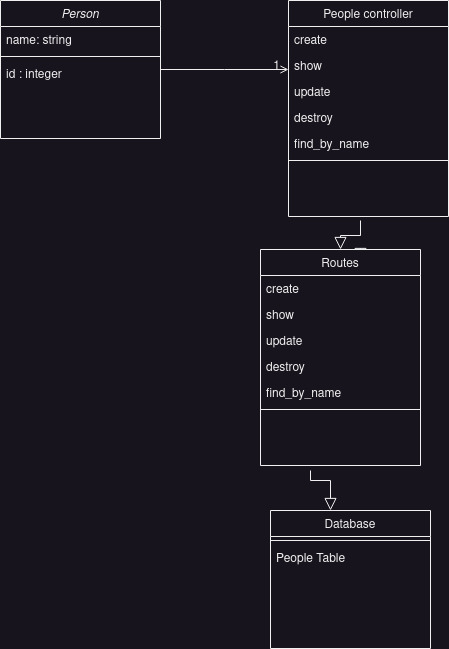 Person
name: string
id : integer
1
People controller
create
show
update
destroy
find_by_name
Routes
create
show
update
destroy
find_by_name
Database
People Table